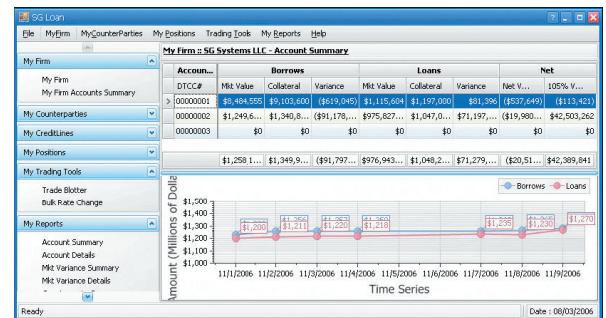 SG Loan
File MyFirm MyCounterParties My Positions Trading Tools My Reports Help
My Firm
My Firm
My Firm Accounts Summary
My Counterparties
My CreditLines
My Positions
My Trading Tools
Trade Blotter
Bulk Rate Change
My Reports
Account Summary
Account Details
Mkt Variance Summary
Mkt Variance Details
My Firm :: SG Systems LLC - Account Summary
Accoun... Borrows Loans Net
DTCC# Mkt Value Collateral Variance Mkt Value Collateral Variance Net V... 105% V...
00000001 $8,484,555 $9,103,600 ($619,045) $1,115,604 $1,197,000 $81,396 ($537,649) ($113,421)
00000002 $1,249,6... $1,340,8... ($91,178,... $975,827... $1,047,0... $71,197,... ($19,980... $42,503,262
00000003 $0 $0 $0 $0 $0 $0 $0 $0
$1,258,1... $1,349,9... ($91,797... $976,943... $1,048,2... $71,279,... ($20,51... $42,389,841
Amount (Millions of Dolla
Borrows Loans
$1,500
$1,400
$1,300
$1,200
$1,100
$1,000
$1,200 $1,211 $1,220 $1,218 $1,235 $1,230 $1,270
11/1/2006 11/2/2006 11/3/2006 11/4/2006 11/5/2006 11/6/2006 11/7/2006 11/8/2006 11/9/2006
Time Series
Ready
Date : 08/03/2006